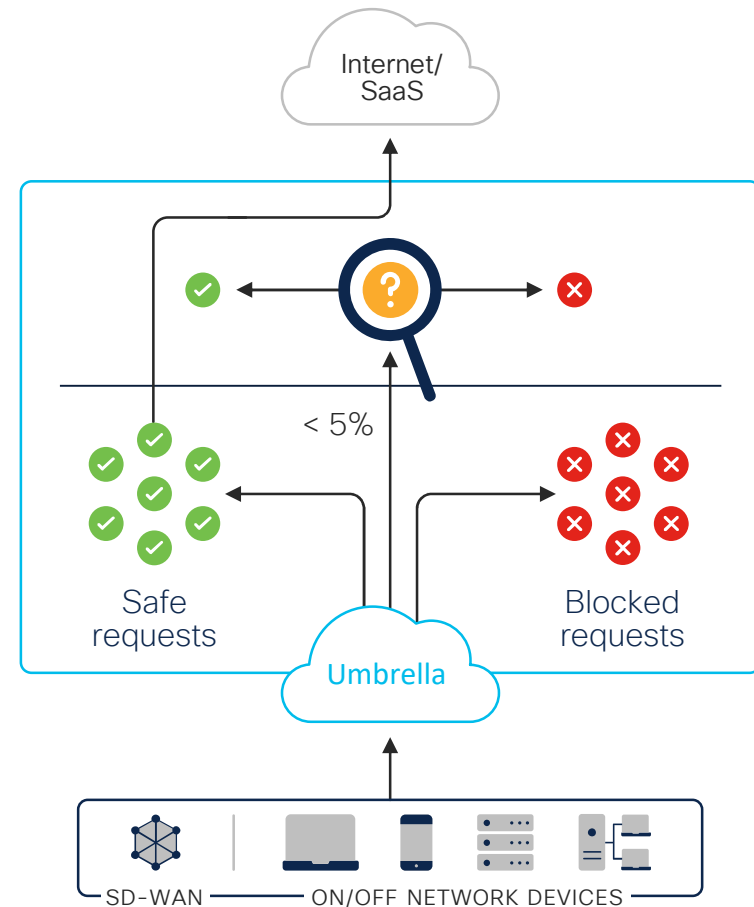 Internet/
SaaS
?
< 5%
Safe
requests
Blocked
requests
Umbrella
SD-WAN
ON/OFF NETWORK DEVICES